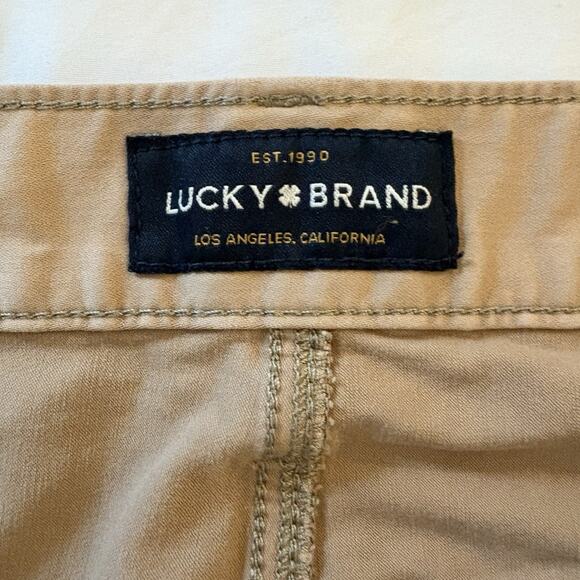 EST. 1990
LUCKY BRAND
LOS ANGELES, CALIFORNIA